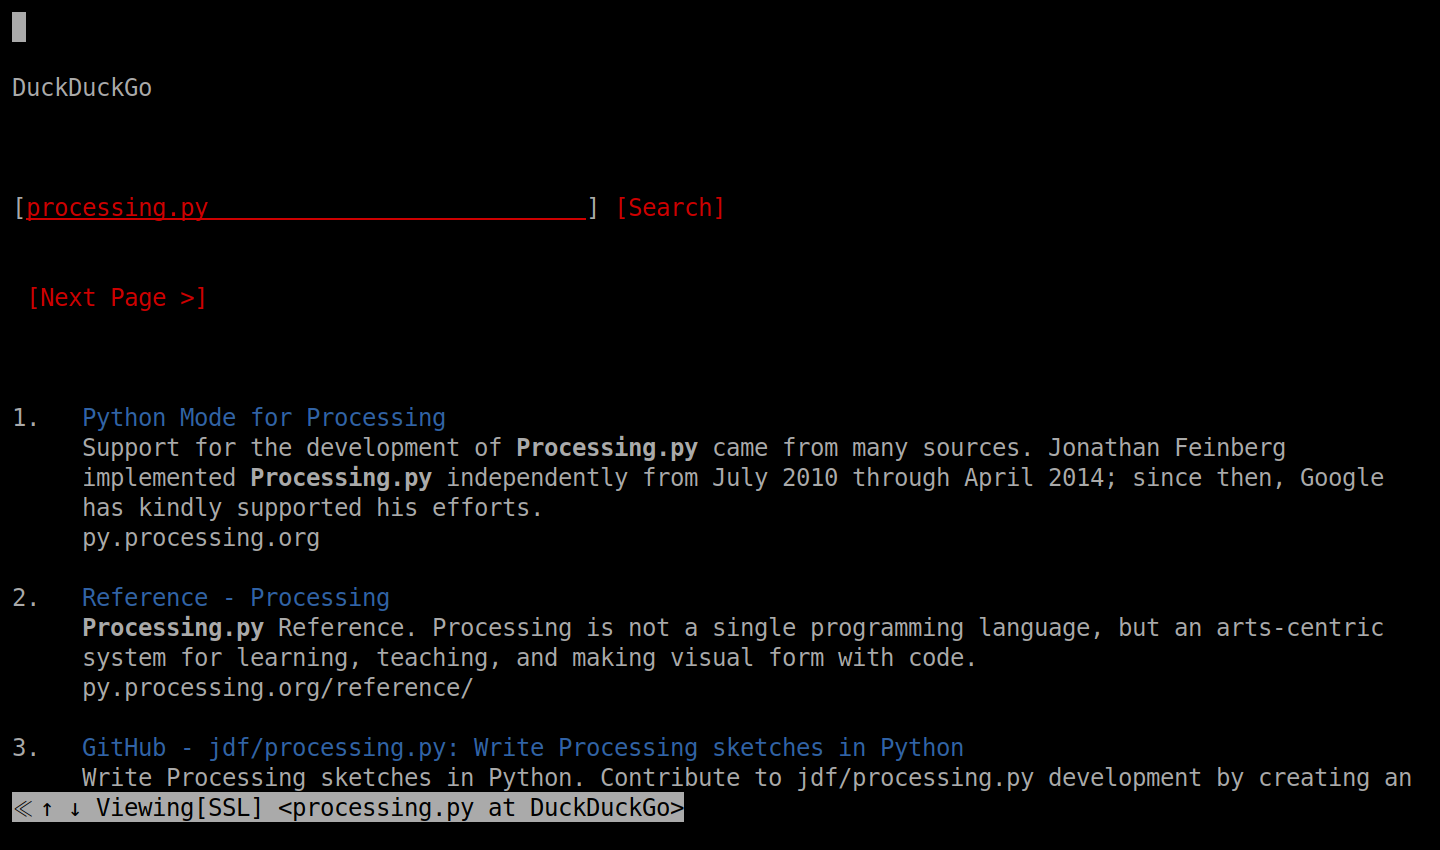 DuckDuckGo
[processing.py                           ] [Search]
[Next Page >]
1. Python Mode for Processing
Support for the development of Processing.py came from many sources. Jonathan Feinberg
implemented Processing.py independently from July 2010 through April 2014; since then, Google
has kindly supported his efforts.
py.processing.org
2. Reference - Processing
Processing.py Reference. Processing is not a single programming language, but an arts-centric
system for learning, teaching, and making visual form with code.
py.processing.org/reference/
3. GitHub - jdf/processing.py: Write Processing sketches in Python
Write Processing sketches in Python. Contribute to jdf/processing.py development by creating an
≪ ↑ ↓ Viewing[SSL] <processing.py at DuckDuckGo>